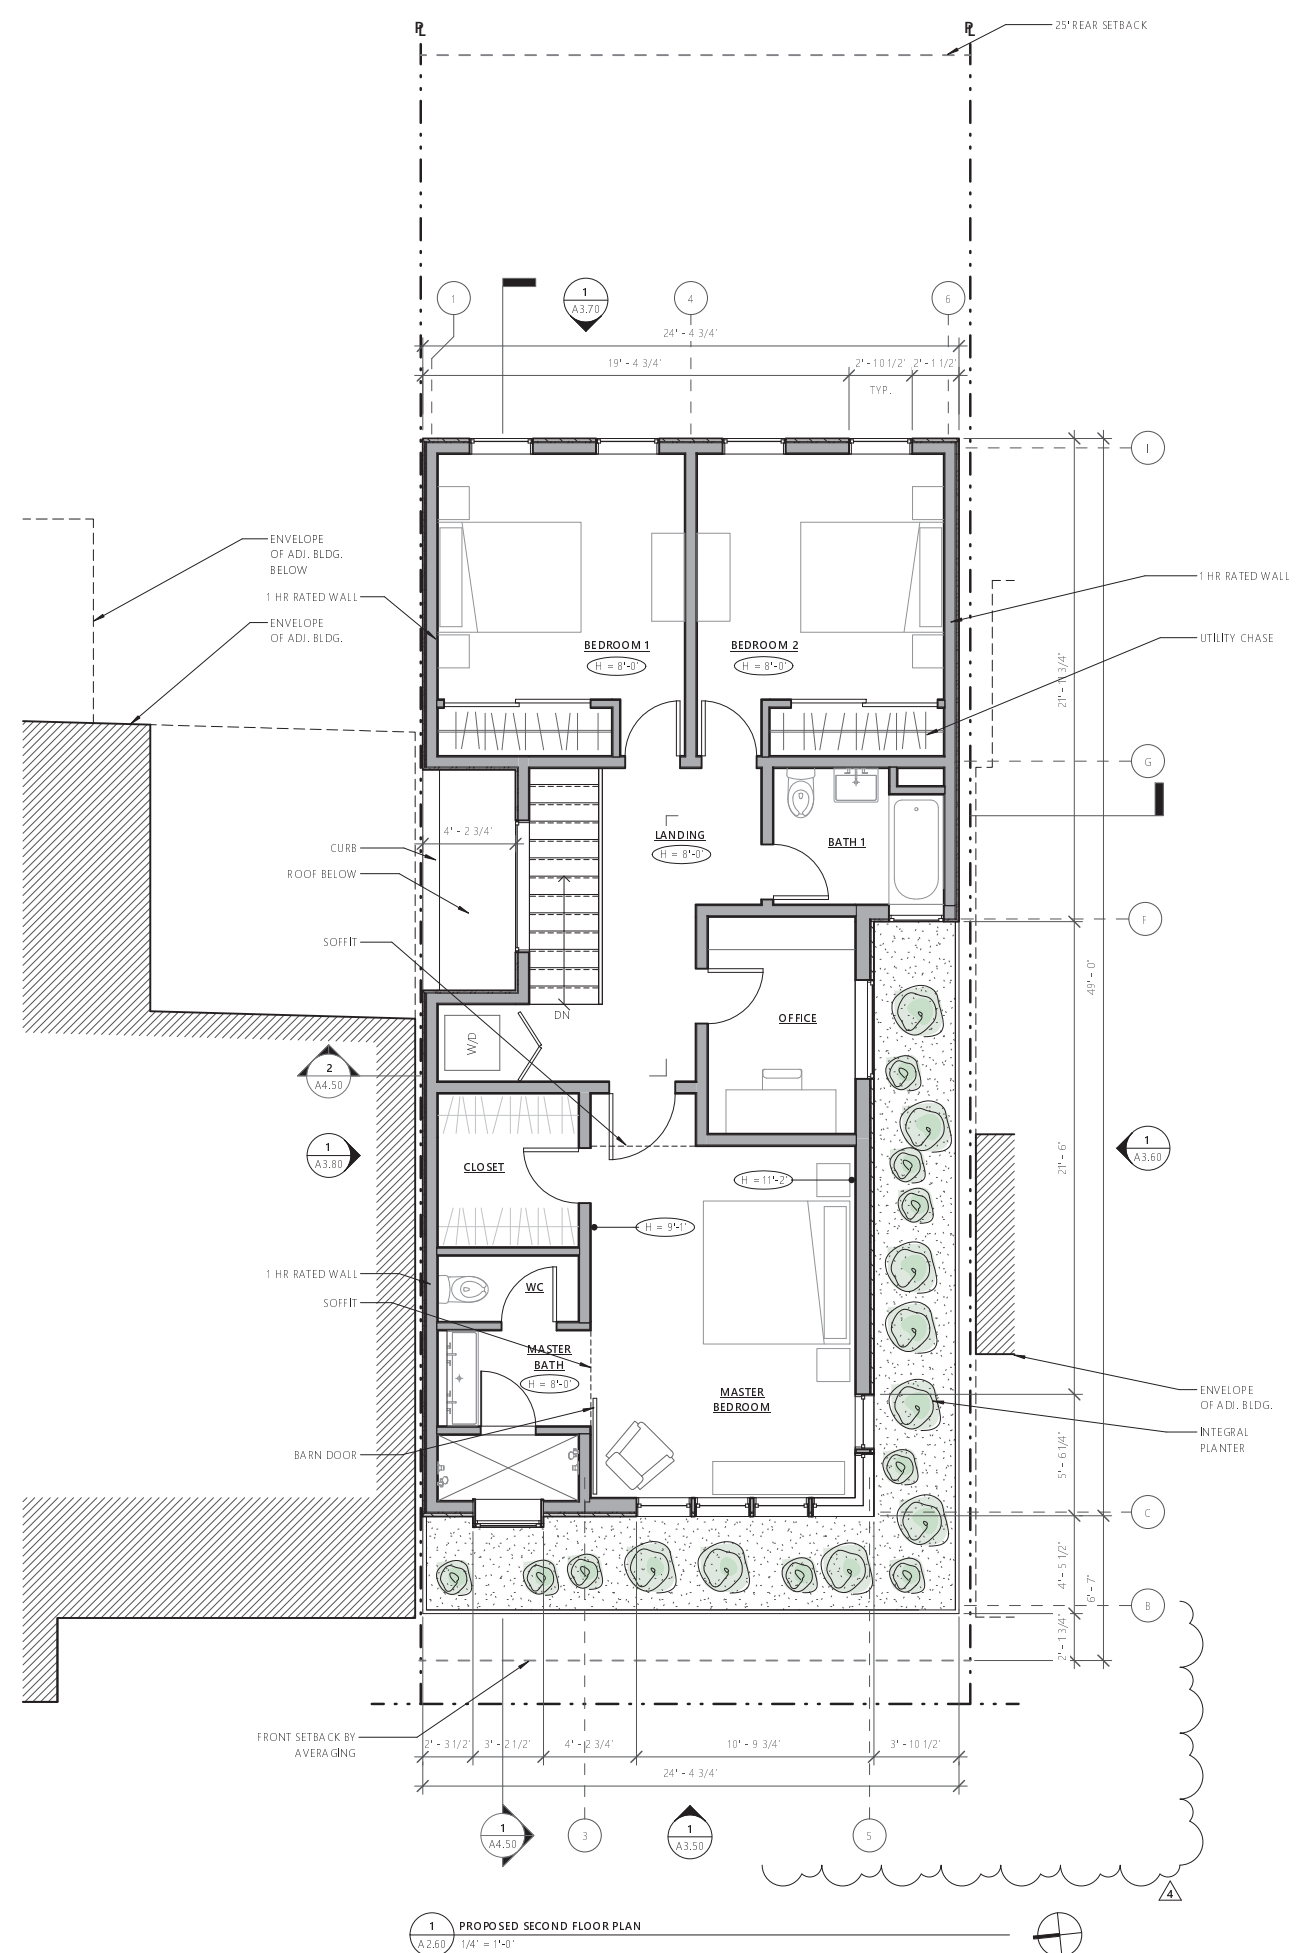 PL
PL
25' REAR SETBACK
1
1
A3.70
4
6
24' - 4 3/4"
19' - 4 3/4"
2' - 10 1/2"
2' - 1 1/2"
TYP.
I
ENVELOPE
OF ADJ. BLDG.
BELOW
1 HR RATED WALL
ENVELOPE
OF ADJ. BLDG.
1 HR RATED WALL
UTILITY CHASE
BEDROOM 1
H = 8'-0"
BEDROOM 2
H = 8'-0"
21' - 11 3/4"
G
4' - 2 3/4"
LANDING
H = 8'-0"
BATH 1
CURB
ROOF BELOW
SOFFIT
F
49' - 0"
DN
OFFICE
W/D
2
A4.50
1
A3.80
1
A3.60
21' - 6"
CLOSET
H = 11'-2"
H = 9'-1"
1 HR RATED WALL
SOFFIT
WC
MASTER
BATH
H = 8'-0"
MASTER
BEDROOM
ENVELOPE
OF ADJ. BLDG.
INTEGRAL
PLANTER
BARN DOOR
5' - 6 1/4"
C
4' - 5 1/2"
6' - 7"
B
2' - 1 3/4"
FRONT SETBACK BY
AVERAGING
2' - 3 1/2"
3' - 2 1/2"
4' - 2 3/4"
10' - 9 3/4"
3' - 10 1/2"
24' - 4 3/4"
1
A4.50
3
1
A3.50
5
4
1
A2.60
PROPOSED SECOND FLOOR PLAN
1/4" = 1'-0"